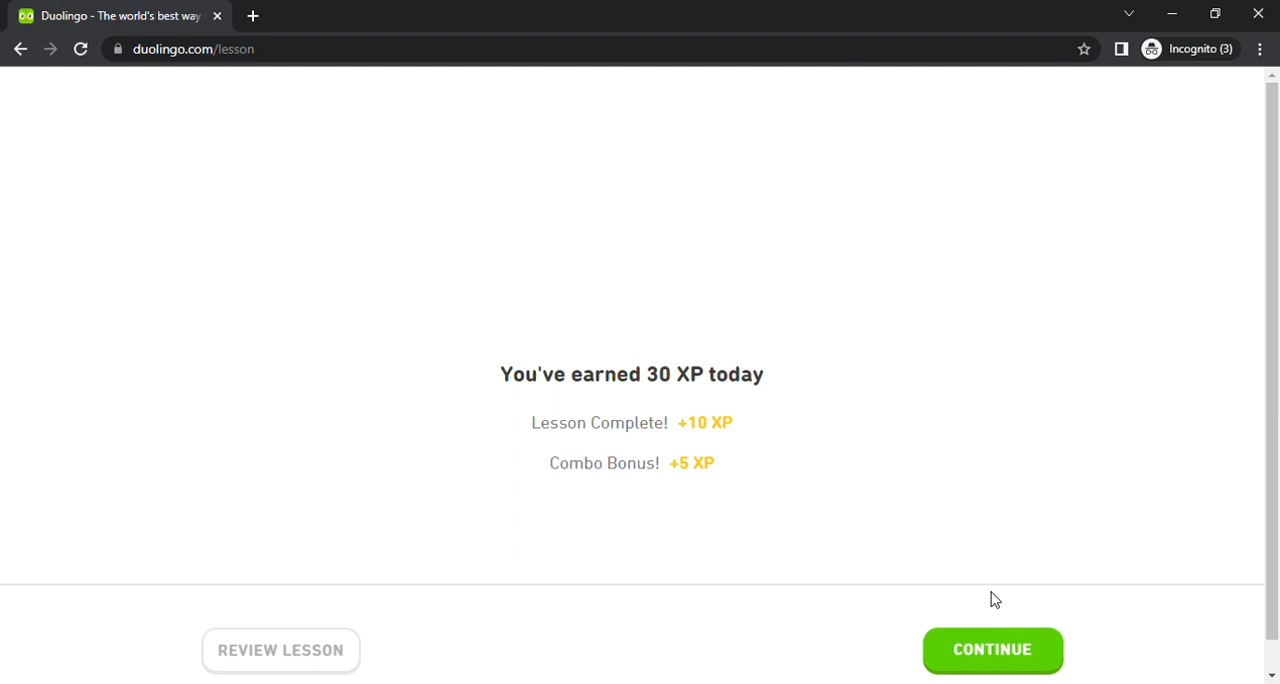 Duolingo - The world's best way
duolingo.com/lesson
Incognito (3)
You've earned 30 XP today
Lesson Complete! +10 XP
Combo Bonus! +5 XP
REVIEW LESSON
CONTINUE